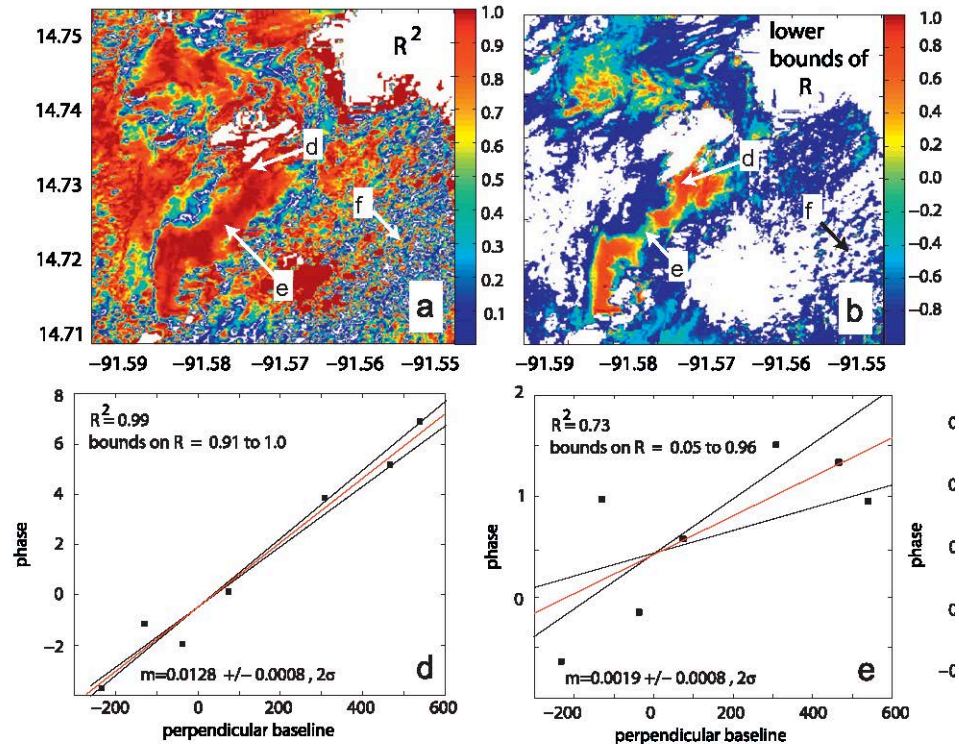 14.75
14.74
14.73
14.72
14.71
R²
d
f
e
a
1.0
0.9
0.8
0.7
0.6
0.5
0.4
0.3
0.2
0.1
−91.59 −91.58 −91.57 −91.56 −91.55
lower
bounds of
R
d
f
e
b
1.0
0.8
0.6
0.4
0.2
0.0
−0.2
−0.4
−0.6
−0.8
−91.59 −91.58 −91.57 −91.56 −91.55
8
6
4
2
0
−2
phase
R²=0.99
bounds on R = 0.91 to 1.0
m=0.0128 +/−0.0008, 2σ
d
−200 0 200 400 600
perpendicular baseline
2
1
0
phase
R²=0.73
bounds on R = 0.05 to 0.96
m=0.0019 +/−0.0008, 2σ
e
−200 0 200 400 600
perpendicular baseline
phase
0
0
0
0
−0